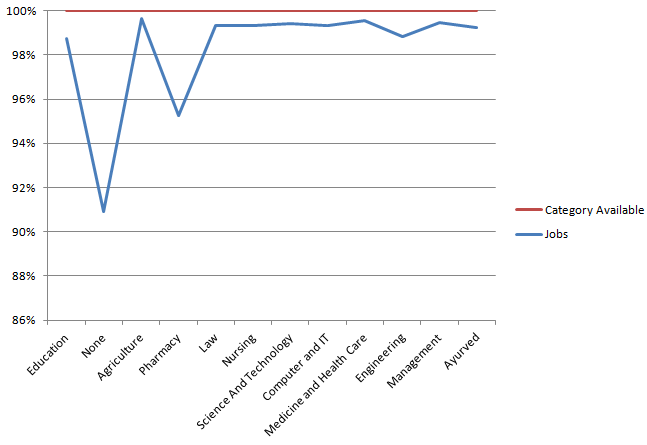 100%
98%
96%
94%
92%
90%
88%
86%
Education
None
Agriculture
Pharmacy
Law
Nursing
Science And Technology
Computer and IT
Medicine and Health Care
Engineering
Management
Ayurved
Category Available
Jobs